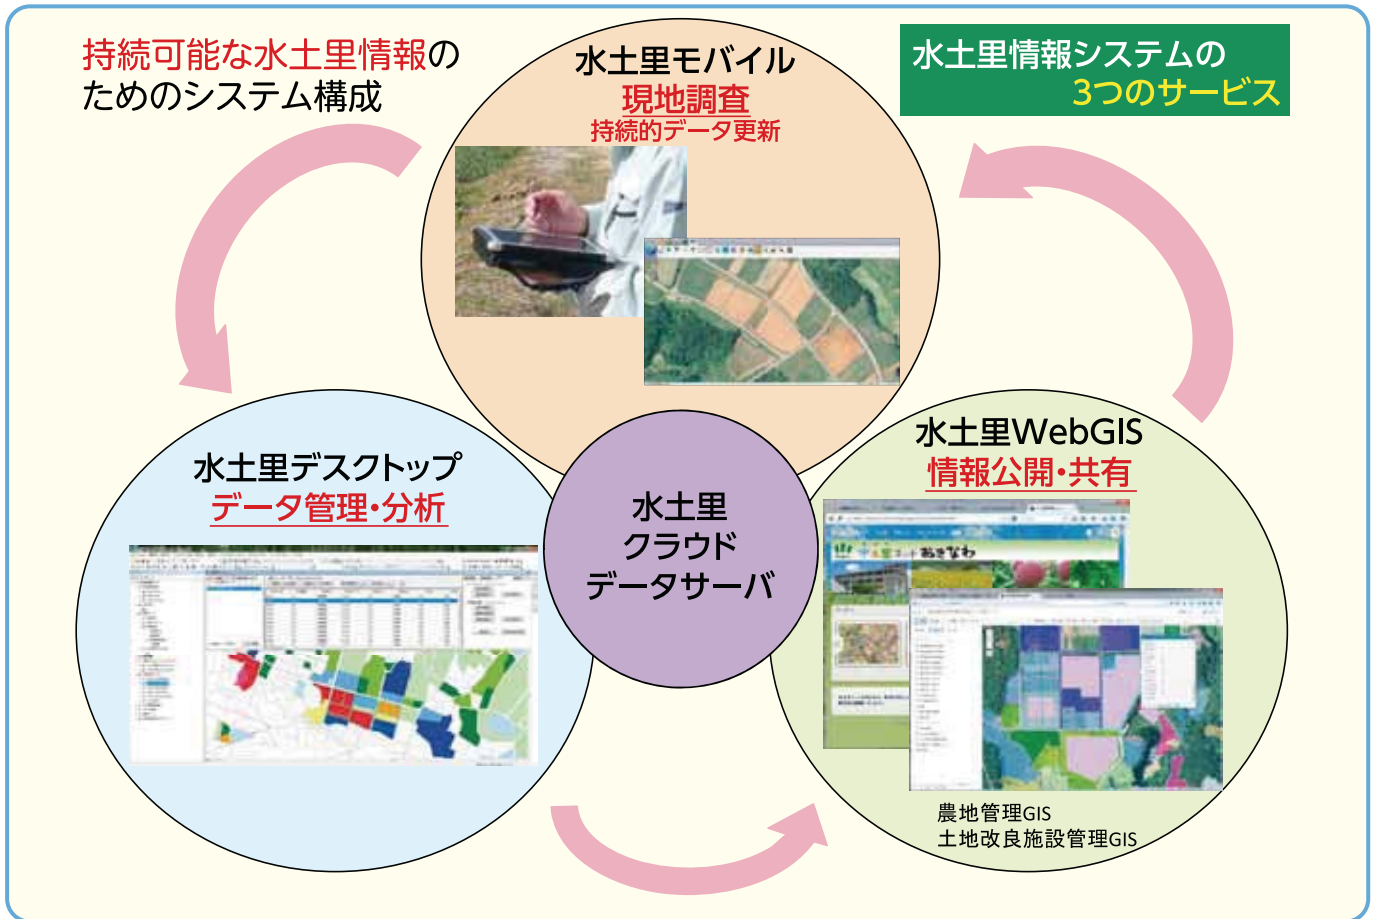 持続可能な水土里情報の
ためのシステム構成
水土里情報システムの
3つのサービス
水土里モバイル
現地調査
持続的データ更新
水土里デスクトップ
データ管理・分析
水土里
クラウド
データサーバ
水土里WebGIS
情報公開・共有
おきなわ
農地管理GIS
土地改良施設管理GIS